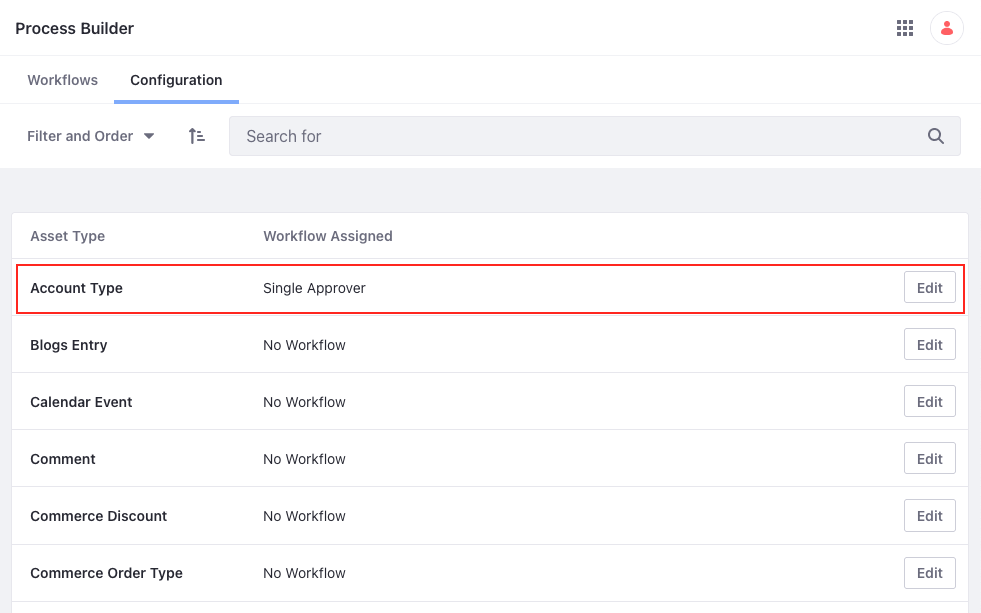 Process Builder
Workflows Configuration
Filter and Order Search for
Asset Type Workflow Assigned
Account Type Single Approver Edit
Blogs Entry No Workflow Edit
Calendar Event No Workflow Edit
Comment No Workflow Edit
Commerce Discount No Workflow Edit
Commerce Order Type No Workflow Edit